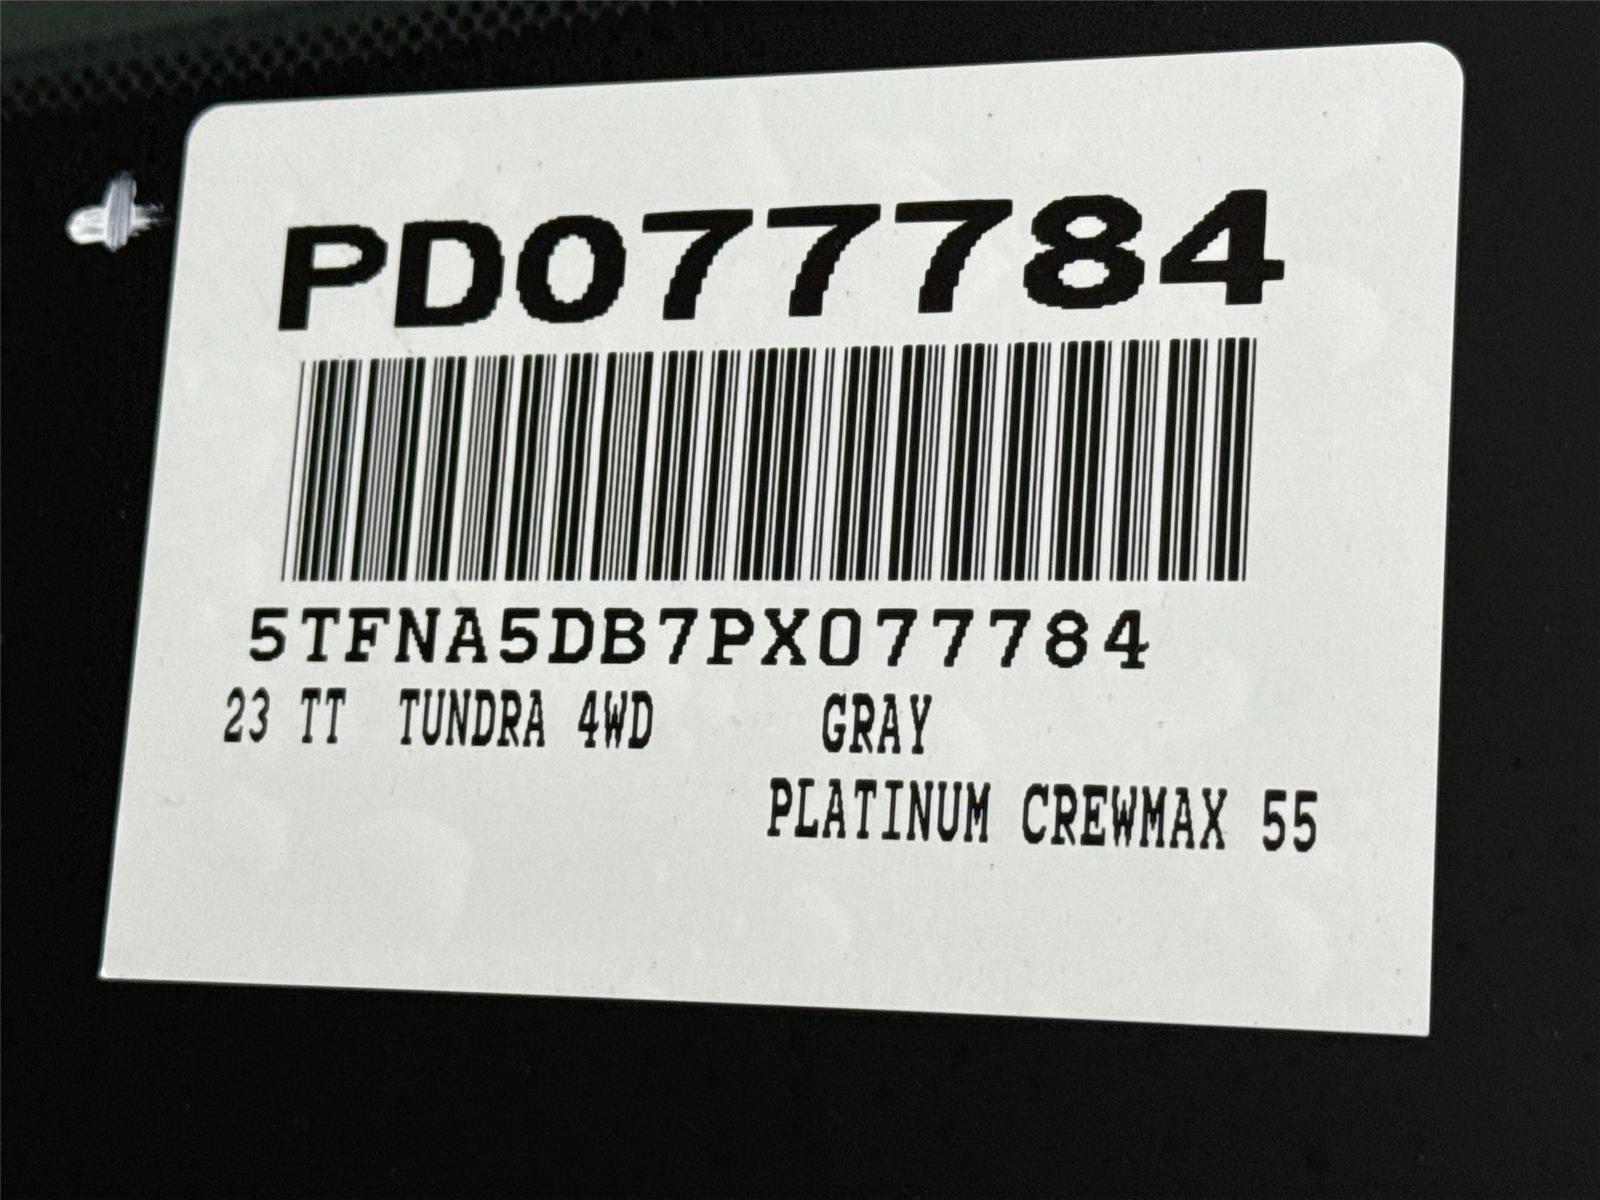 PD077784
5TFNA5DB7PX077784
23 TT TUNDRA 4WD GRAY
PLATINUM CREWMAX 55